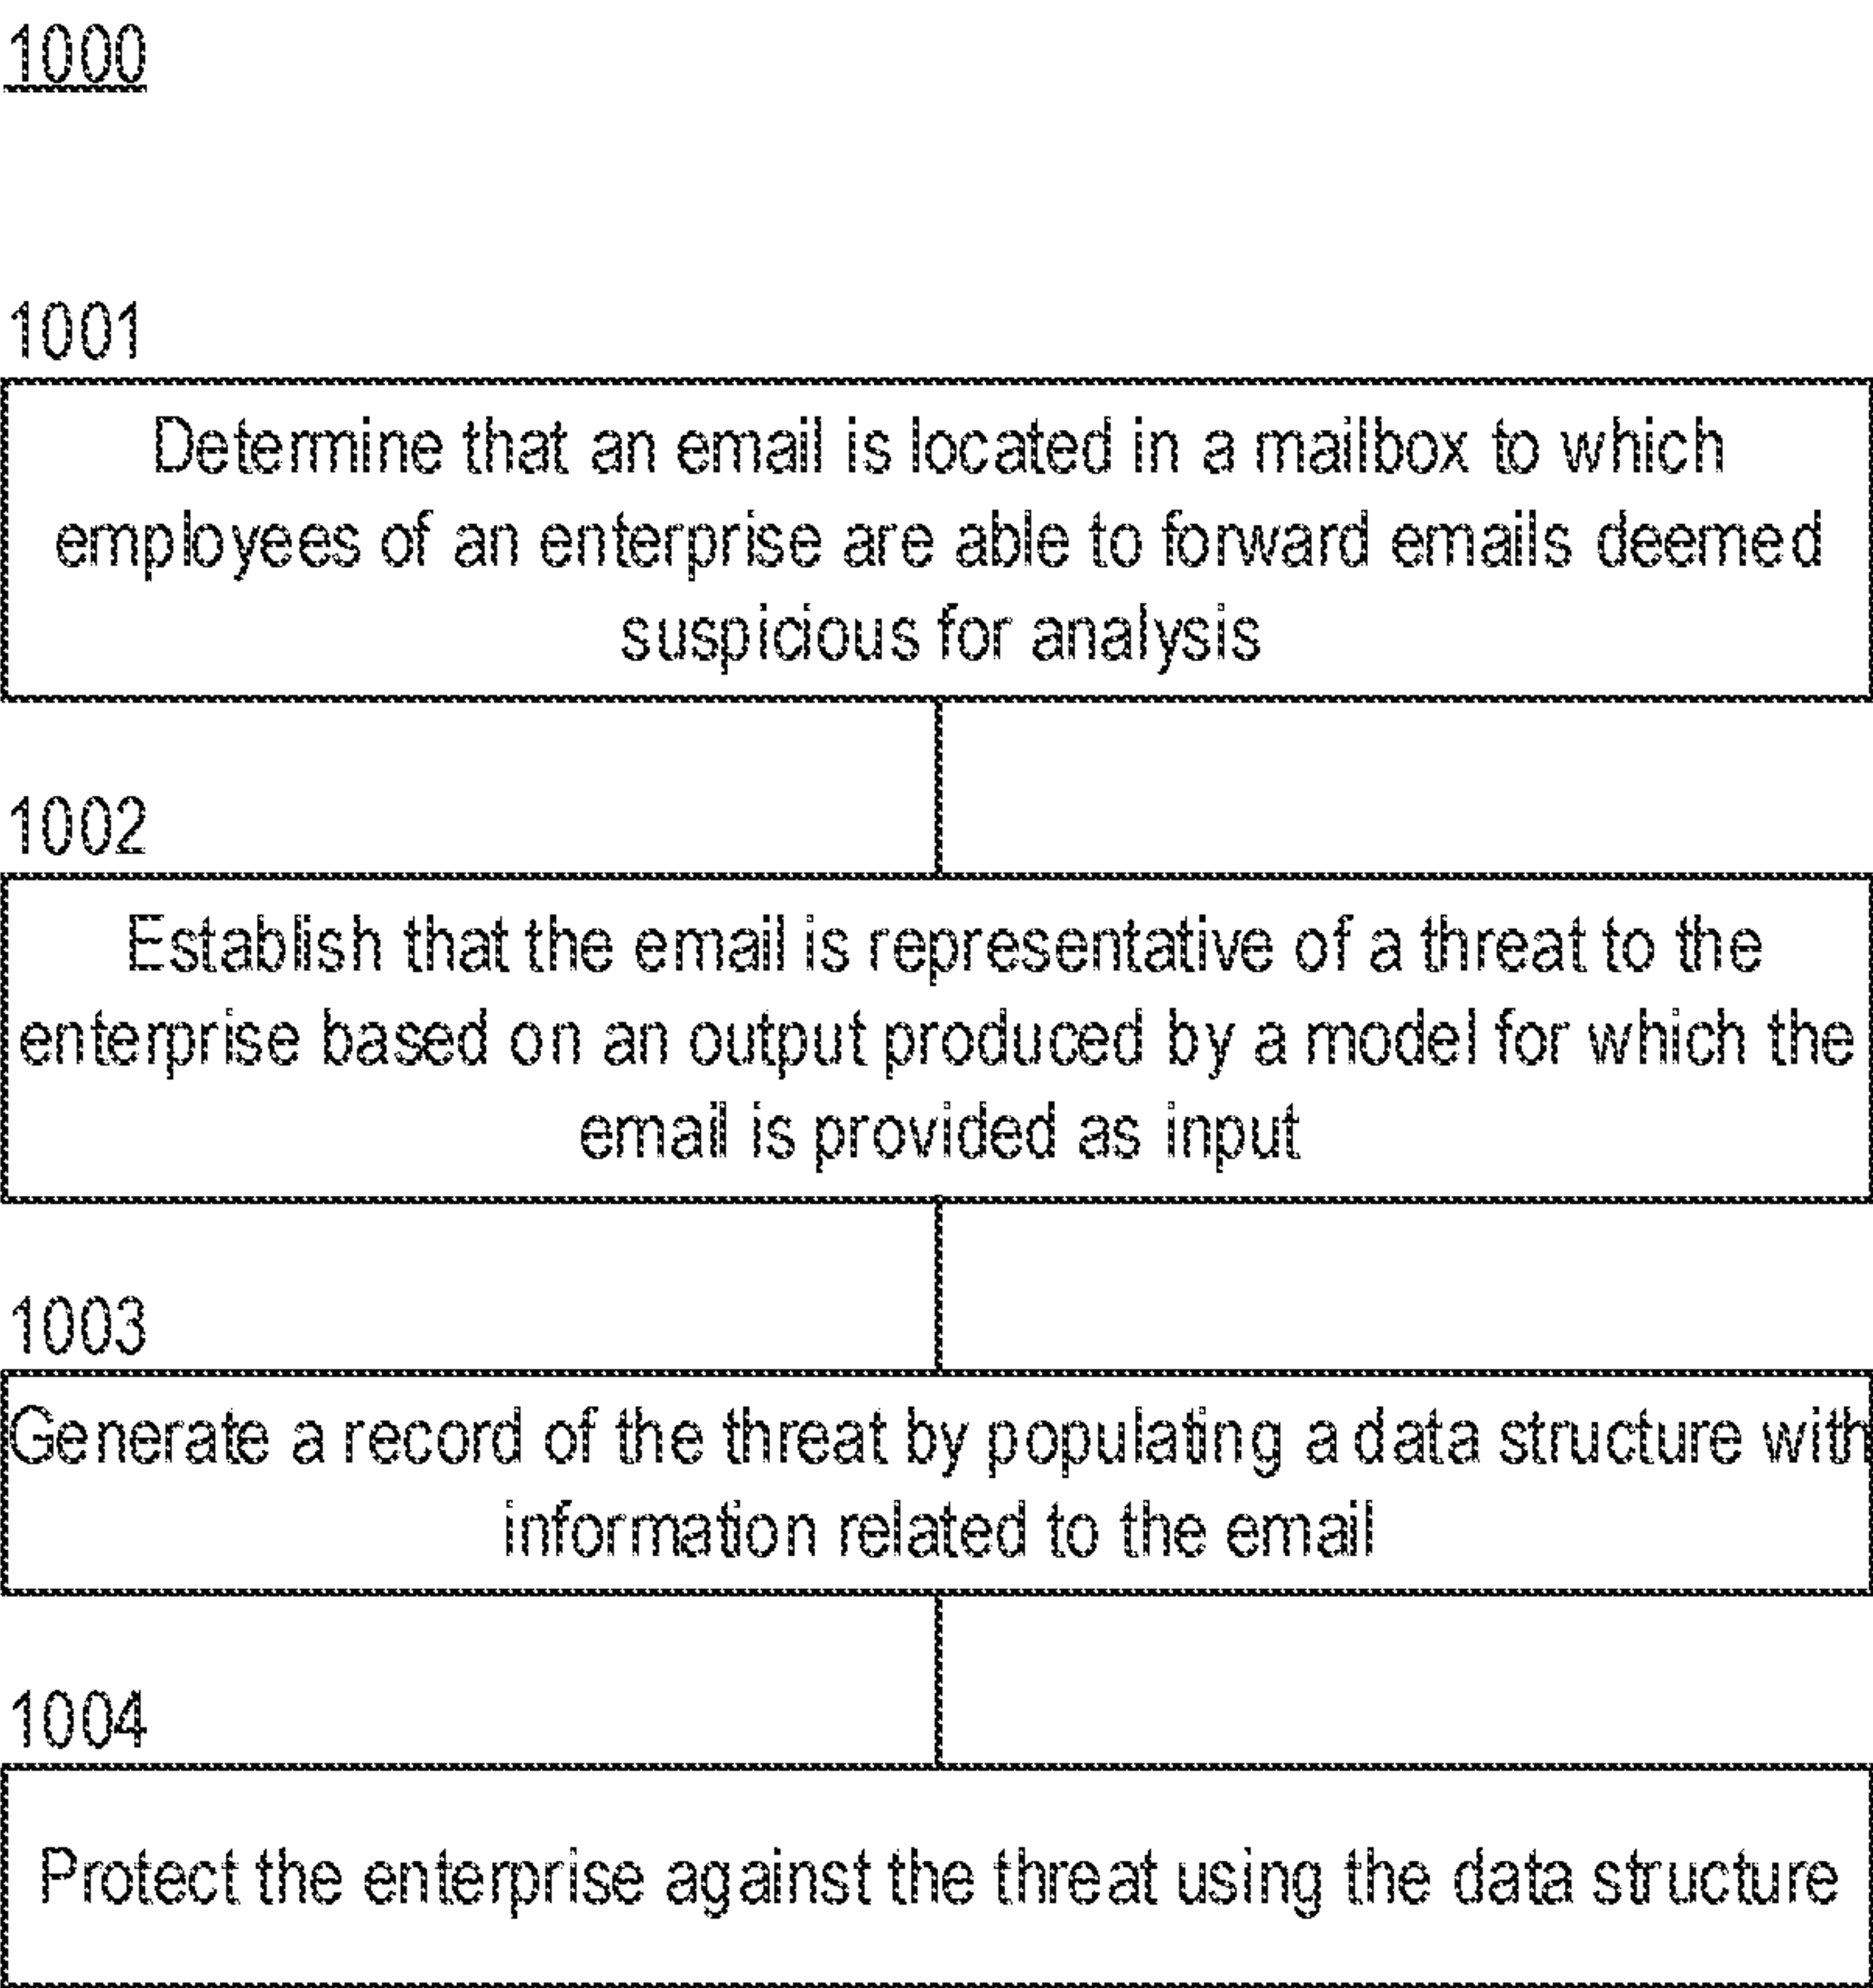 1000
1001
Determine that an email is located in a mailbox to which
employees of an enterprise are able to forward emails deemed
suspicious for analysis
1002
Establish that the email is representative of a threat to the
enterprise based on an output produced by a model for which the
email is provided as input
1003
Generate a record of the threat by populating a data structure with
information related to the email
1004
Protect the enterprise against the threat using the data structure